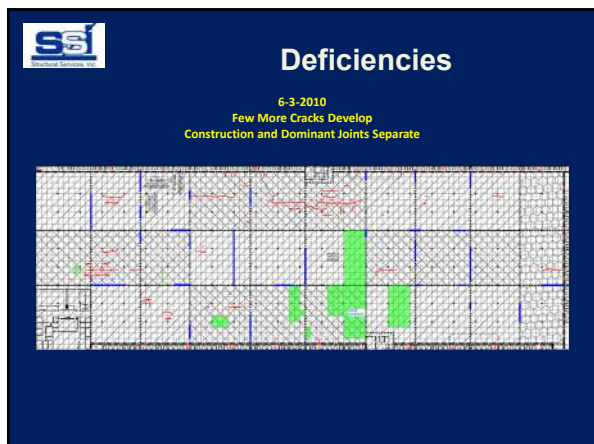 SSI
Structural Services, Inc.
Deficiencies
6-3-2010
Few More Cracks Develop
Construction and Dominant Joints Separate